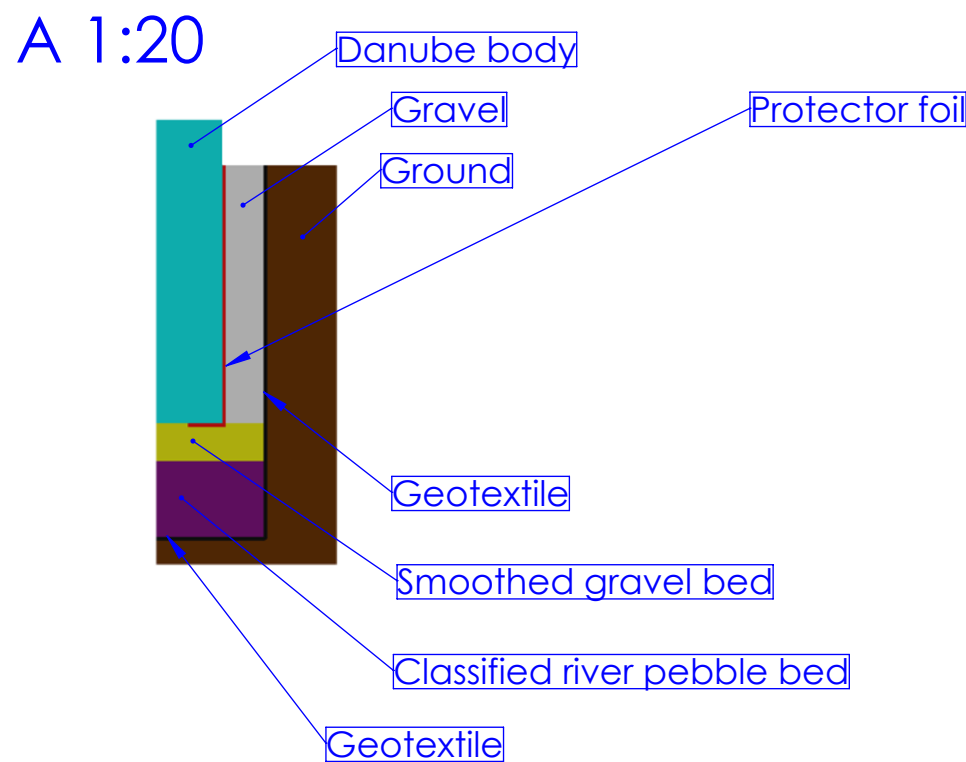 A 1:20
Danube body
Gravel
Protector foil
Ground
Geotextile
Smoothed gravel bed
Classified river pebble bed
Geotextile